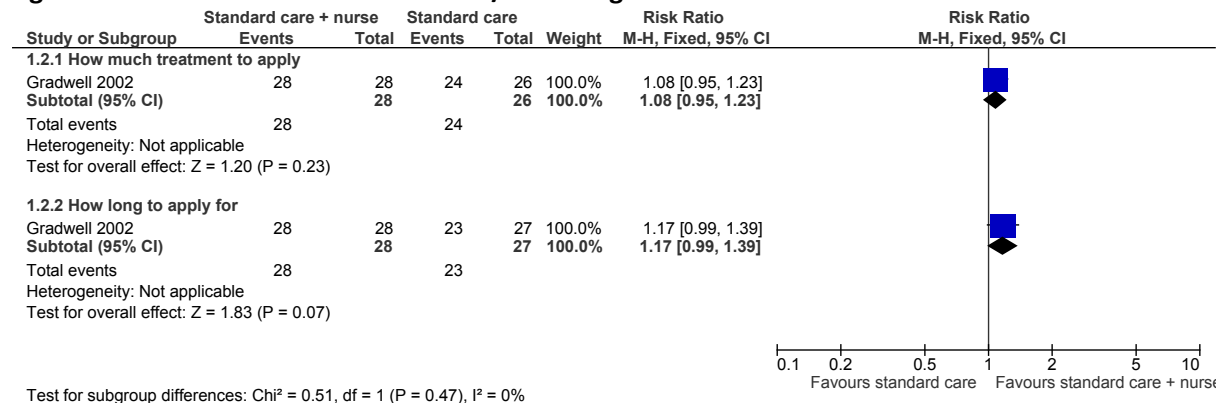 Standard care + nurse Standard care Risk Ratio Risk Ratio
Study or Subgroup Events Total Events Total Weight M-H, Fixed, 95% CI M-H, Fixed, 95% CI
1.2.1 How much treatment to apply
Gradwell 2002 28 28 24 26 100.0% 1.08 [0.95, 1.23]
Subtotal (95% CI) 28 26 100.0% 1.08 [0.95, 1.23]
Total events 28 24
Heterogeneity: Not applicable
Test for overall effect: Z = 1.20 (P = 0.23)
1.2.2 How long to apply for
Gradwell 2002 28 28 23 27 100.0% 1.17 [0.99, 1.39]
Subtotal (95% CI) 28 27 100.0% 1.17 [0.99, 1.39]
Total events 28 23
Heterogeneity: Not applicable
Test for overall effect: Z = 1.83 (P = 0.07)
0.1 0.2 0.5 1 2 5 10
Favours standard care Favours standard care + nurse
Test for subgroup differences: Chi² = 0.51, df = 1 (P = 0.47), I² = 0%